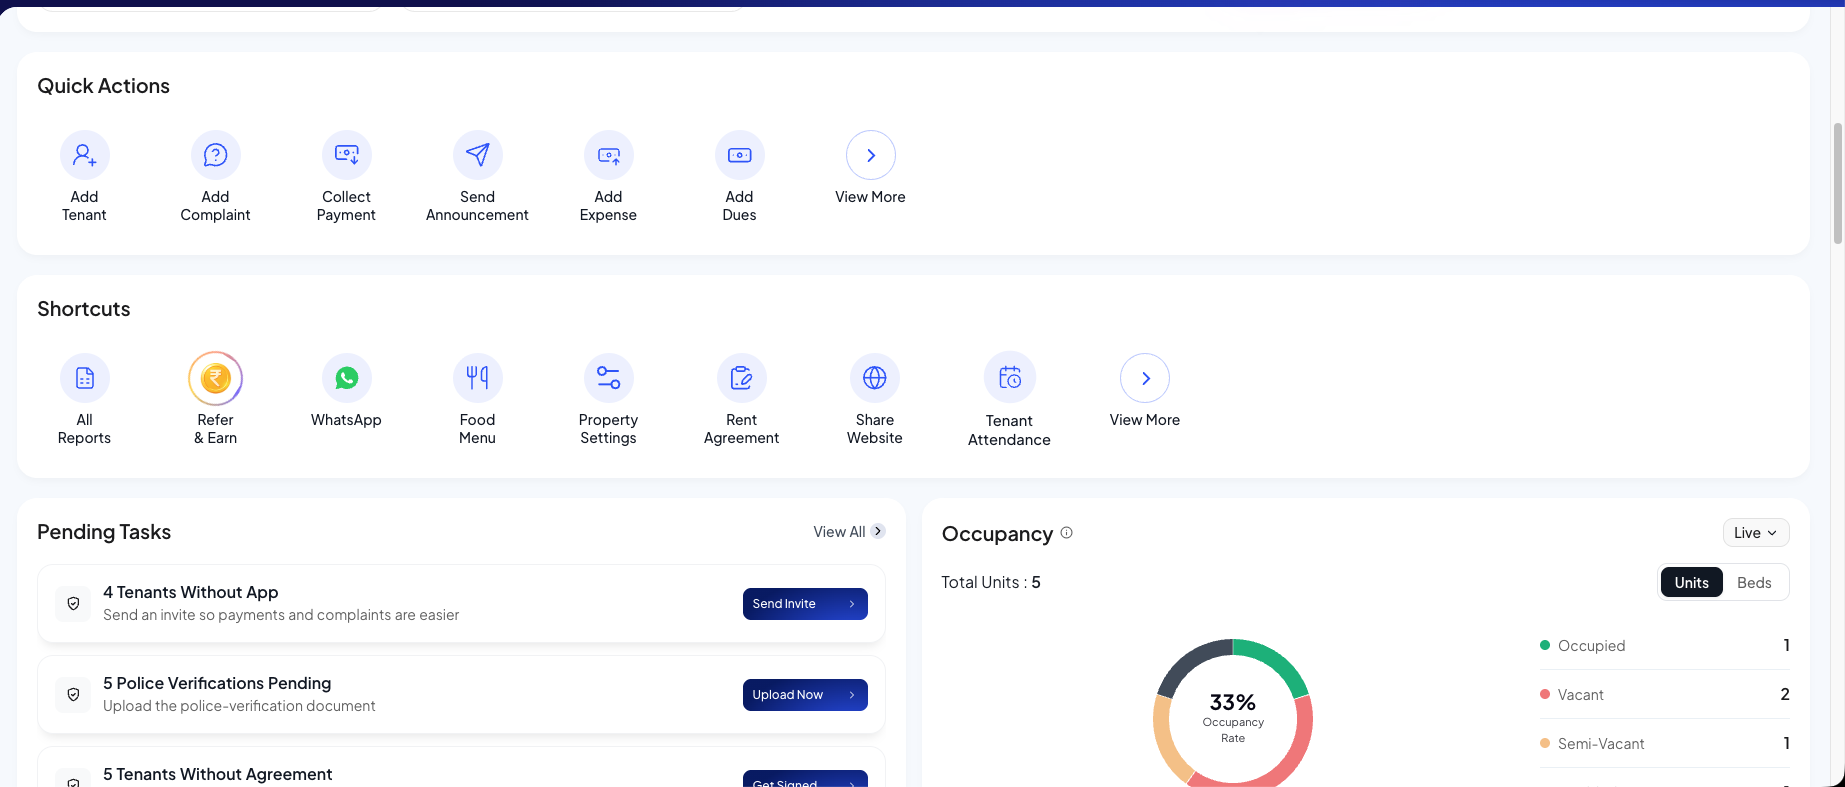 Quick Actions
Add
Tenant
Add
Complaint
Collect
Payment
Send
Announcement
Add
Expense
Add
Dues
View More
Shortcuts
All
Reports
Refer
& Earn
WhatsApp
Food
Menu
Property
Settings
Rent
Agreement
Share
Website
Tenant
Attendance
View More
Pending Tasks
View All
4 Tenants Without App
Send an invite so payments and complaints are easier
Send Invite
5 Police Verifications Pending
Upload the police-verification document
Upload Now
5 Tenants Without Agreement
Get Signed
Occupancy
Live
Total Units : 5
Units
Beds
33%
Occupancy
Rate
Occupied 1
Vacant 2
Semi-Vacant 1